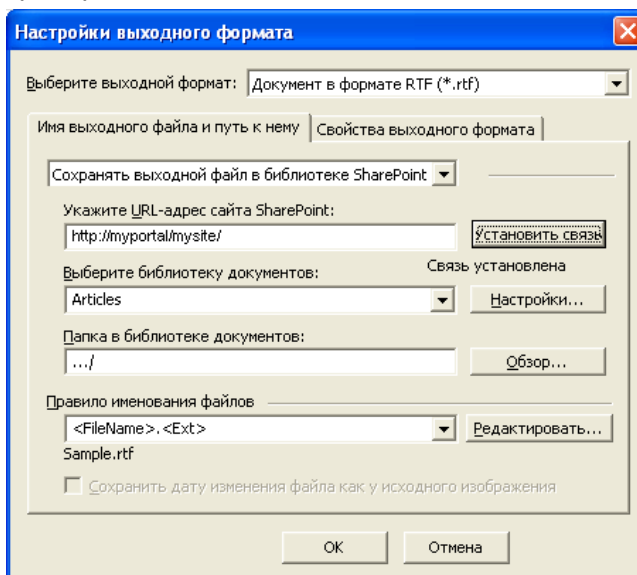 Настройки выходного формата
Выберите выходной формат: Документ в формате RTF (*.rtf)
Имя выходного файла и путь к нему Свойства выходного формата
Сохранять выходной файл в библиотеке SharePoint
Укажите URL-адрес сайта SharePoint:
http://myportal/mysite/ Установить связь
Выберите библиотеку документов: Связь установлена
Articles Настройки...
Папка в библиотеке документов:
.../ Обзор...
Правило именования файлов
<FileName>.<Ext> Редактировать...
Sample.rtf
Сохранить дату изменения файла как у исходного изображения
ОК Отмена